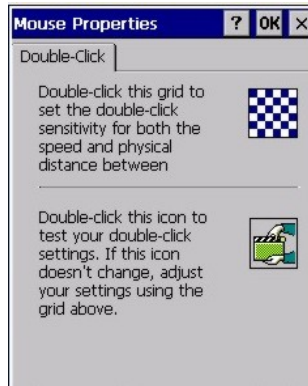 Mouse Properties ? OK ×
Double-Click
Double-click this grid to
set the double-click
sensitivity for both the
speed and physical
distance between
Double-click this icon to
test your double-click
settings. If this icon
doesn't change, adjust
your settings using the
grid above.